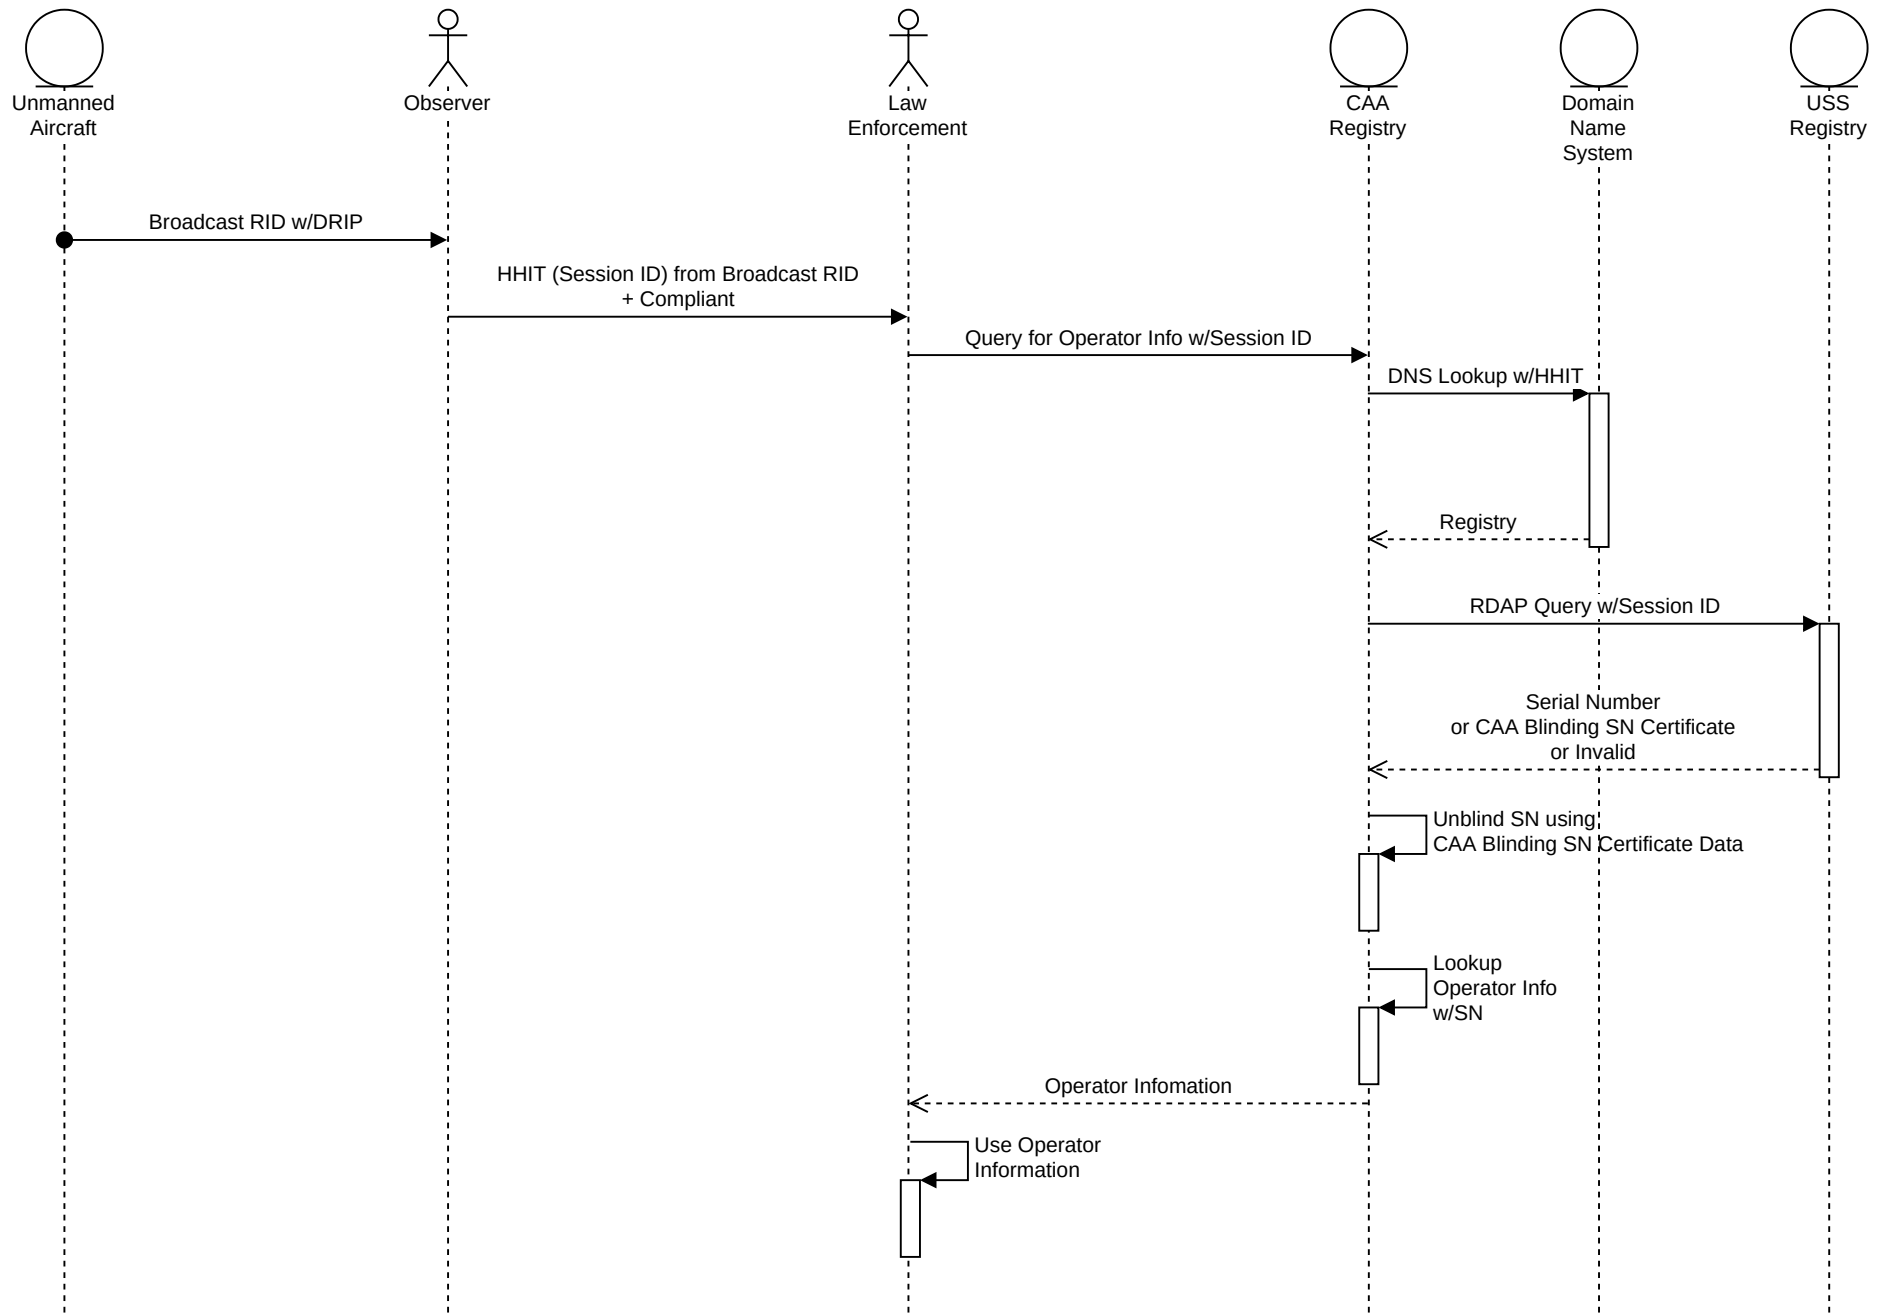 Unmanned
Aircraft
Observer
Law
Enforcement
CAA
Registry
Domain
Name
System
USS
Registry
Broadcast RID w/DRIP
HHIT (Session ID) from Broadcast RID
+ Compliant
Query for Operator Info w/Session ID
DNS Lookup w/HHIT
Registry
RDAP Query w/Session ID
Serial Number
or CAA Blinding SN Certificate
or Invalid
Unblind SN using
CAA Blinding SN Certificate Data
Lookup
Operator Info
w/SN
Operator Infomation
Use Operator
Information